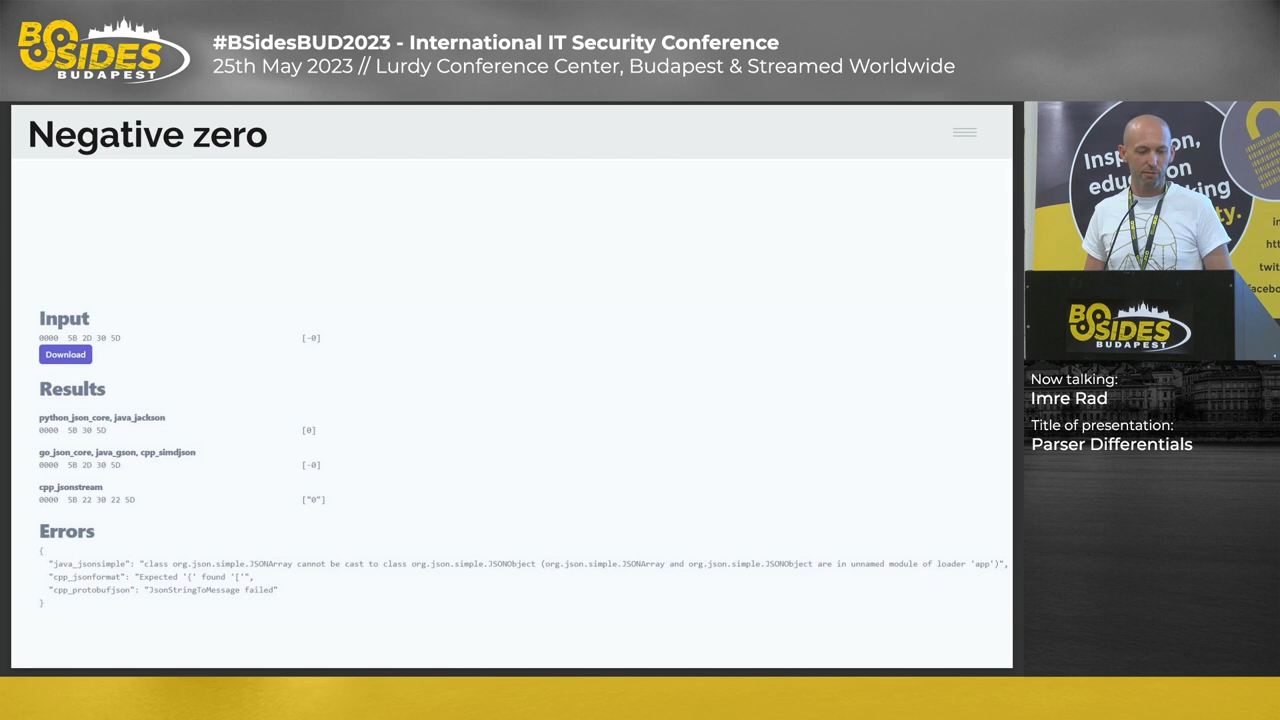 BSIDES
BUDAPEST
#BSidesBUD2023 - International IT Security Conference
25th May 2023 // Lurdy Conference Center, Budapest & Streamed Worldwide
Negative zero
Input
0000 5B 2D 30 5D [-0]
Download
Results
python_json_core, java_jackson
0000 5B 30 5D [0]
go_json_core, java_gson, cpp_simdjson
0000 5B 2D 30 5D [-0]
cpp_jsonstream
0000 5B 22 30 22 5D ["0"]
Errors
{
"java_jsonsimple": "class org.json.simple.JSONArray cannot be cast to class org.json.simple.JSONObject (org.json.simple.JSONArray and org.json.simple.JSONObject are in unnamed module of loader 'app')",
"cpp_jsonformat": "Expected '{' found '['",
"cpp_protobufjson": "JsonStringToMessage failed"
}
BSIDES
BUDAPEST
Now talking:
Imre Rad
Title of presentation:
Parser Differentials